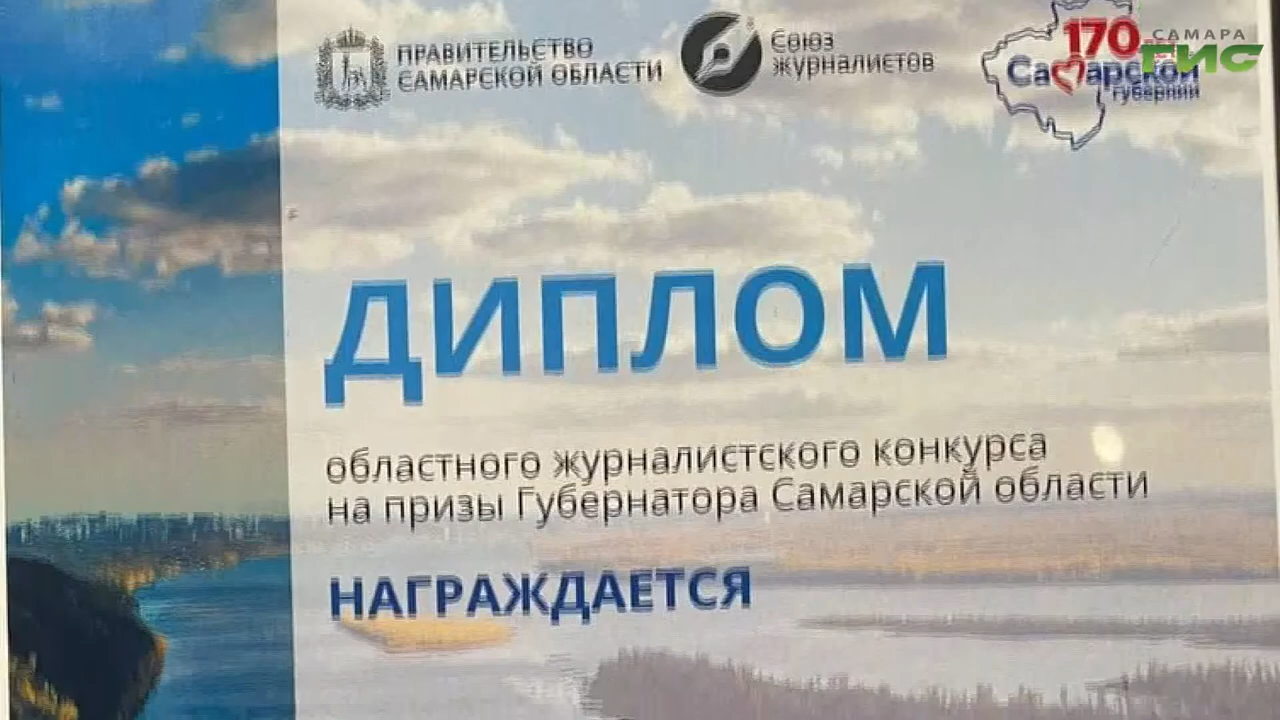 ПРАВИТЕЛЬСТВО
САМАРСКОЙ ОБЛАСТИ
Союз
журналистов
170
Самарской
губернии
САМАРА
ГИС
ДИПЛОМ
областного журналистского конкурса
на призы Губернатора Самарской области
НАГРАЖДАЕТСЯ